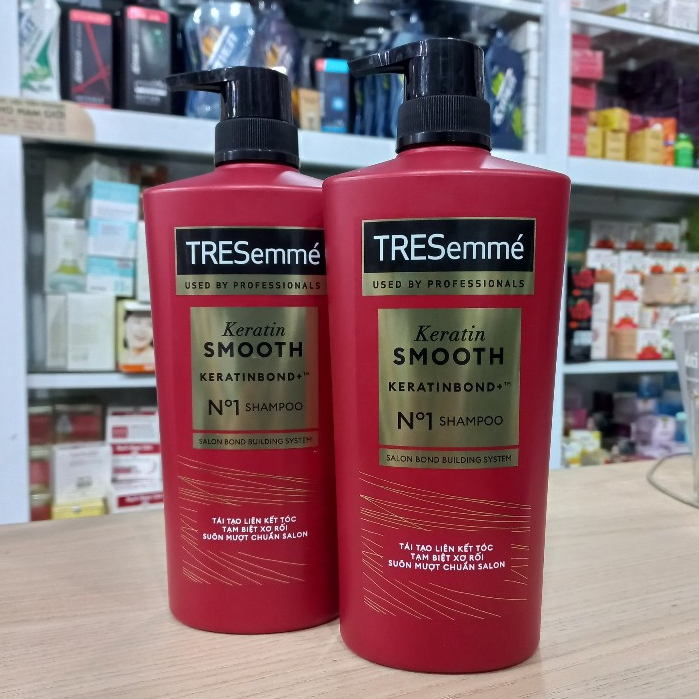 TRESemmé
USED BY PROFESSIONALS
Keratin
SMOOTH
KERATINBOND+™
Nº1 SHAMPOO
SALON BOND BUILDING SYSTEM
TÁI TẠO LIÊN KẾT TÓC
TẠM BIỆT XƠ RỐI
SUÔN MƯỢT CHUẨN SALON
TRESemmé
USED BY PROFESSIONALS
Keratin
SMOOTH
KERATINBOND+™
Nº1 SHAMPOO
SALON BOND BUILDING SYSTEM
TÁI TẠO LIÊN KẾT TÓC
TẠM BIỆT XƠ RỐI
SUÔN MƯỢT CHUẨN SALON